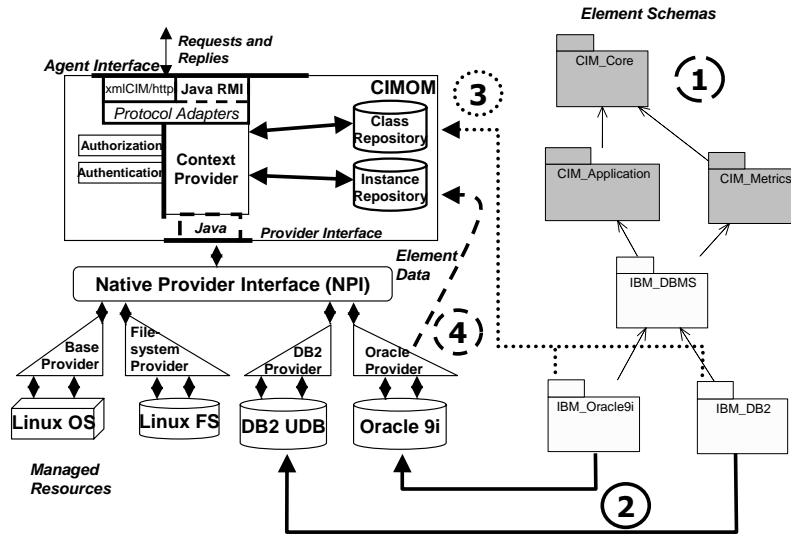 Element Schemas
Requests and
Replies
Agent Interface
xmlCIM/http
Java RMI
Protocol Adapters
CIMOM
3
CIM_Core
1
Class
Repository
Authorization
Authentication
Context
Provider
Instance
Repository
CIM_Application
CIM_Metrics
Java
Provider Interface
Element
Data
Native Provider Interface (NPI)
IBM_DBMS
4
Base
Provider
File-
system
Provider
DB2
Provider
Oracle
Provider
Linux OS
Linux FS
DB2 UDB
Oracle 9i
IBM_Oracle9i
IBM_DB2
Managed
Resources
2